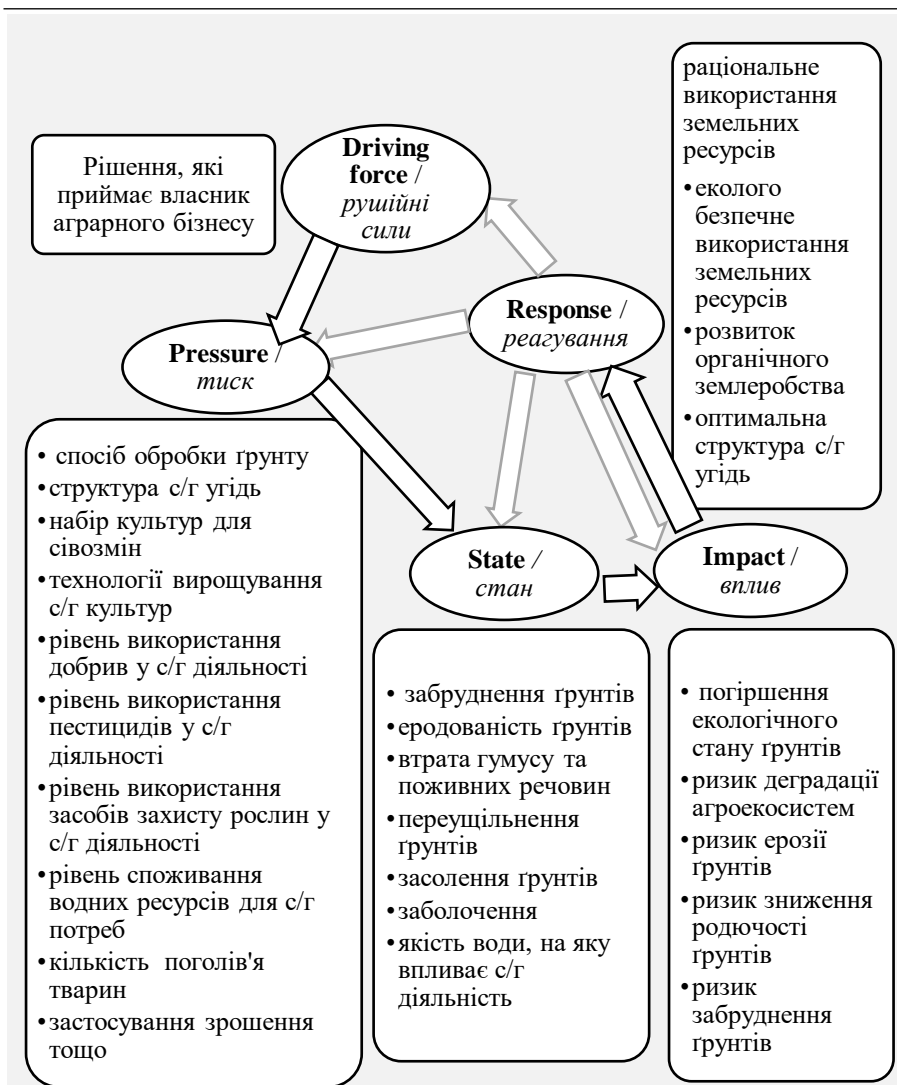 Рішення, які
приймає власник
аграрного бізнесу
Driving
force /
рушійні
сили
раціональне
використання
земельних
ресурсів
• еколого
безпечне
використання
земельних
ресурсів
• розвиток
органічного
землеробства
• оптимальна
структура с/г
угідь
Response /
реагування
Pressure /
тиск
• спосіб обробки ґрунту
• структура с/г угідь
• набір культур для
сівозмін
• технології вирощування
с/г культур
• рівень використання
добрив у с/г діяльності
• рівень використання
пестицидів у с/г
діяльності
• рівень використання
засобів захисту рослин у
с/г діяльності
• рівень споживання
водних ресурсів для с/г
потреб
• кількість поголів'я
тварин
• застосування зрошення
тощо
State /
стан
• забруднення ґрунтів
• еродованість ґрунтів
• втрата гумусу та
поживних речовин
• переущільнення
ґрунтів
• засолення ґрунтів
• заболочення
• якість води, на яку
впливає с/г
діяльність
Impact /
вплив
• погіршення
екологічного
стану ґрунтів
• ризик деградації
агроекосистем
• ризик ерозії
ґрунтів
• ризик зниження
родючості
ґрунтів
• ризик
забруднення
ґрунтів